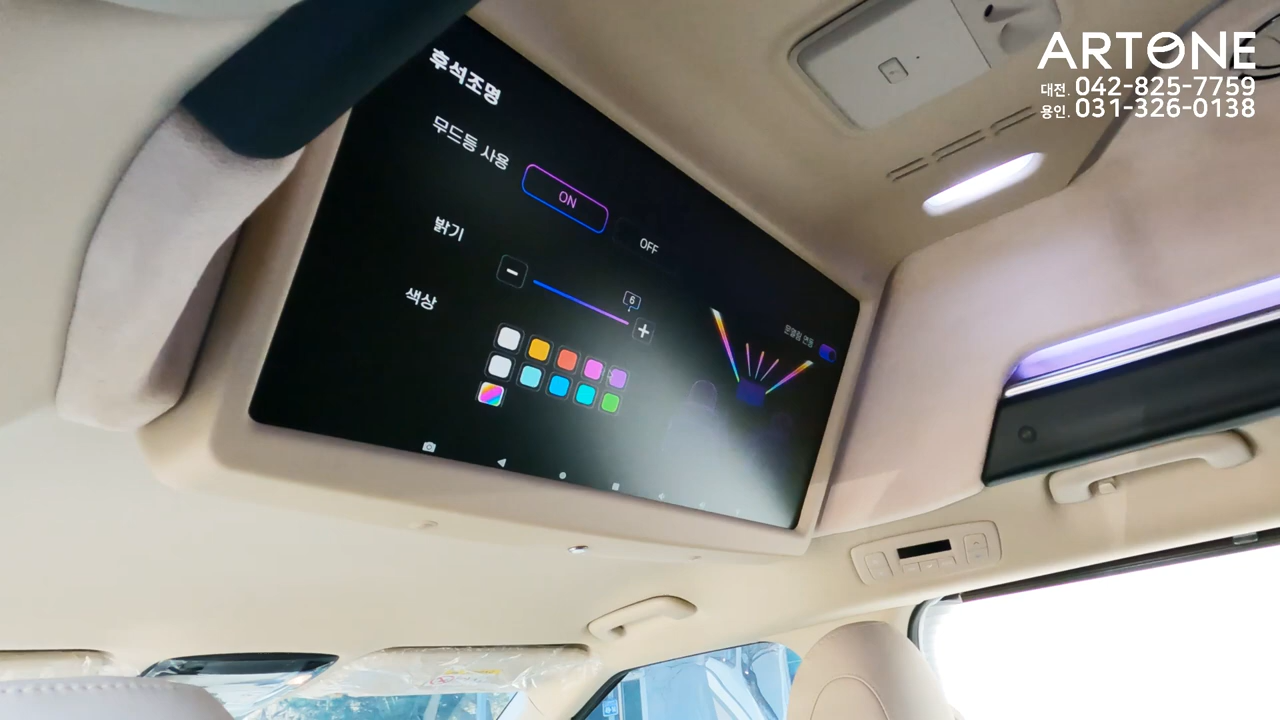 ARTONE
대전. 042-825-7759
용인. 031-326-0138
후석조명
무드등 사용
ON
OFF
밝기
6
색상